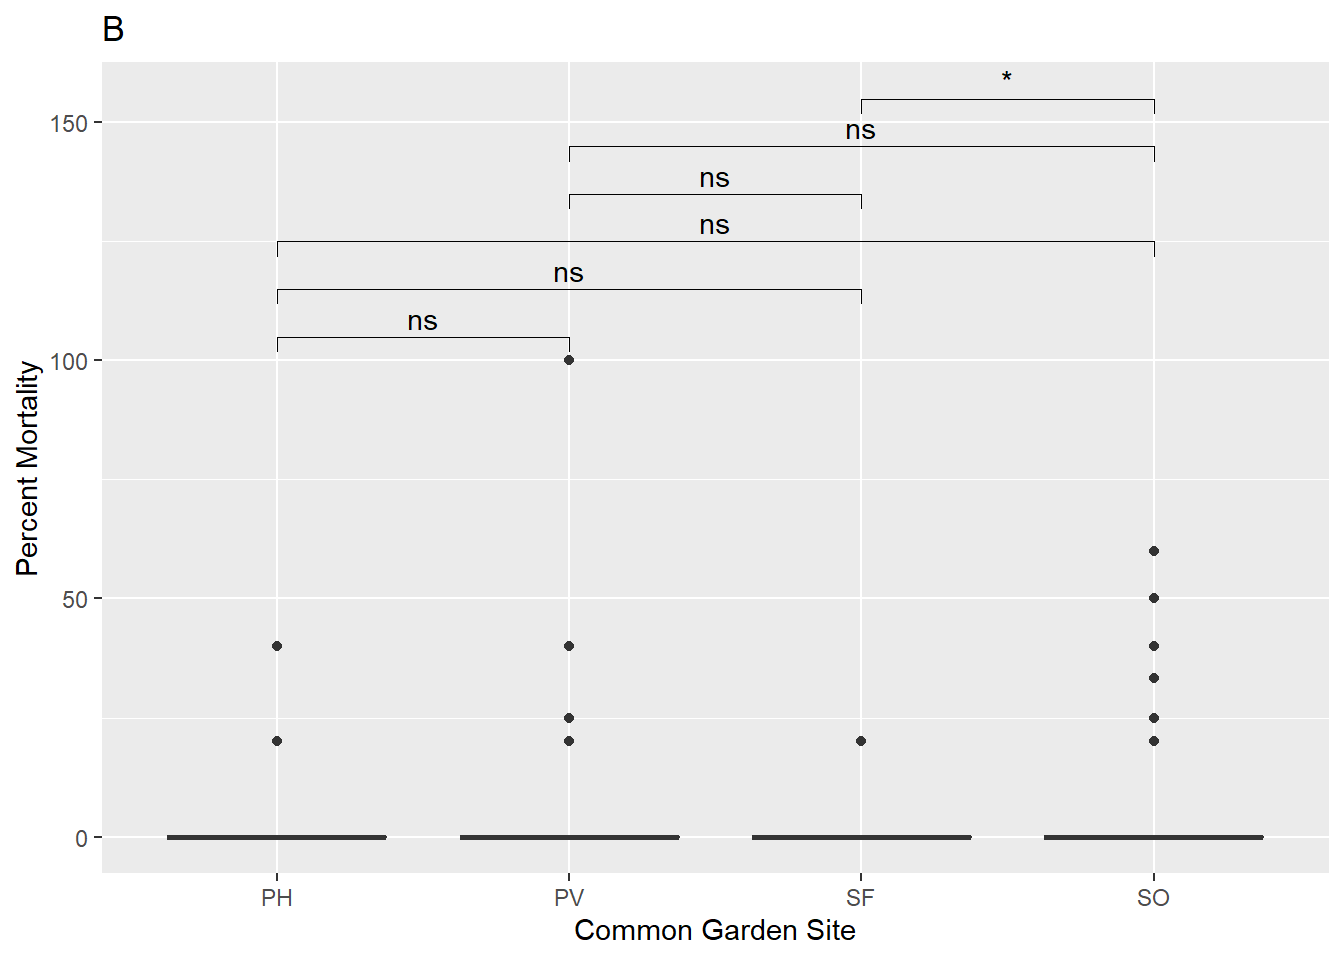 B
*
150
ns
ns
ns
ns
ns
100
50
0
Percent Mortality
PH PV SF SO
Common Garden Site